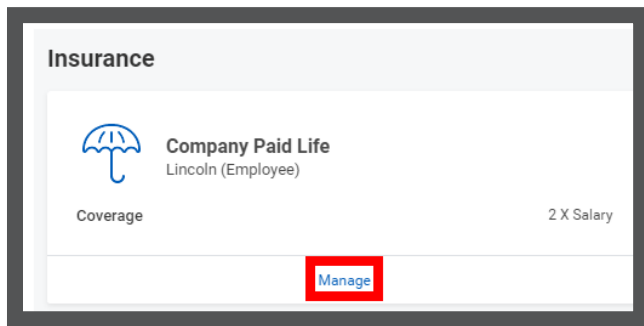 Insurance
Company Paid Life
Lincoln (Employee)
Coverage 2 X Salary
Manage